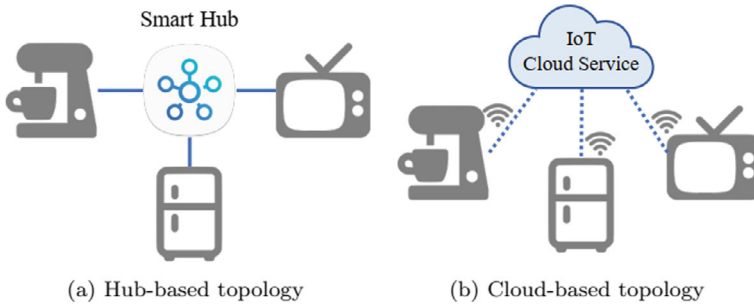 Smart Hub
IoT
Cloud Service
(a) Hub-based topology
(b) Cloud-based topology